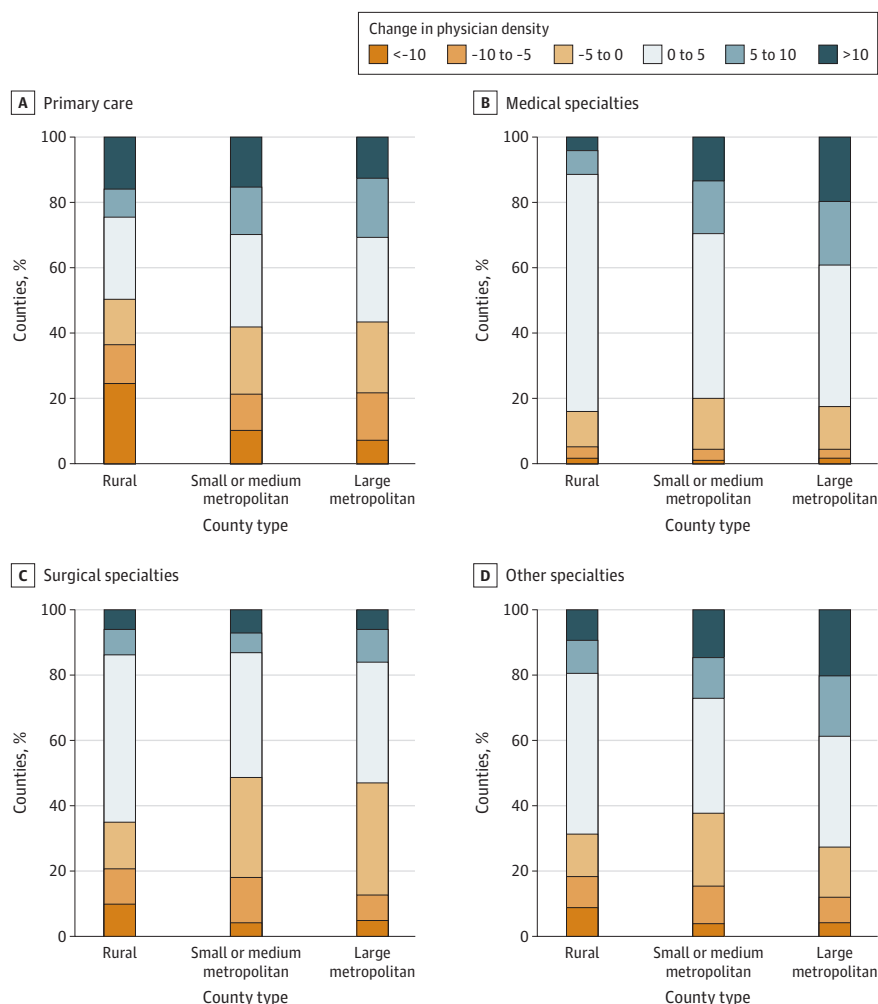 Change in physician density
<-10 -10 to -5 -5 to 0 0 to 5 5 to 10 >10
A Primary care
100
80
60
40
20
0
Counties, %
Rural
Small or medium
metropolitan
Large
metropolitan
County type
B Medical specialties
100
80
60
40
20
0
Counties, %
Rural
Small or medium
metropolitan
Large
metropolitan
County type
C Surgical specialties
100
80
60
40
20
0
Counties, %
Rural
Small or medium
metropolitan
Large
metropolitan
County type
D Other specialties
100
80
60
40
20
0
Counties, %
Rural
Small or medium
metropolitan
Large
metropolitan
County type